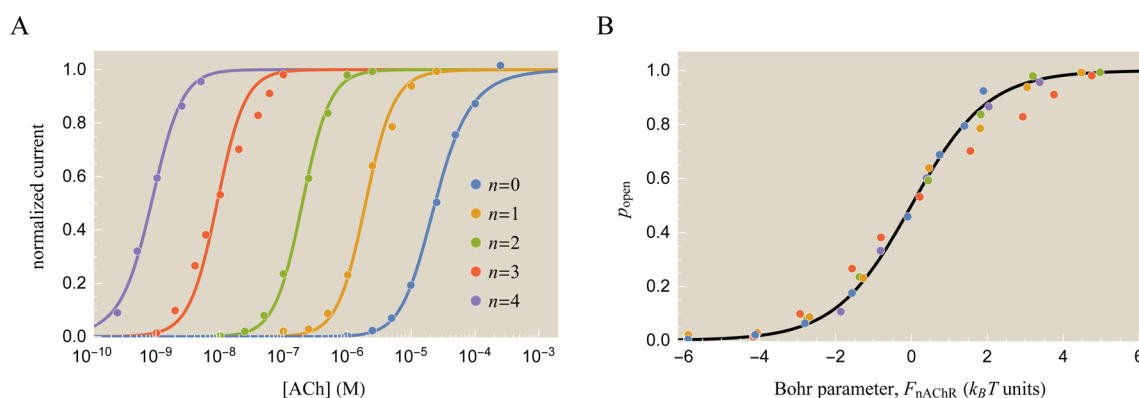 A
normalized current
1.0
0.8
0.6
0.4
0.2
0.0
n=0
n=1
n=2
n=3
n=4
10⁻¹⁰ 10⁻⁹ 10⁻⁸ 10⁻⁷ 10⁻⁶ 10⁻⁵ 10⁻⁴ 10⁻³
[ACh] (M)
B
p_open
1.0
0.8
0.6
0.4
0.2
0.0
−6 −4 −2 0 2 4 6
Bohr parameter, F_nAChR (k_BT units)